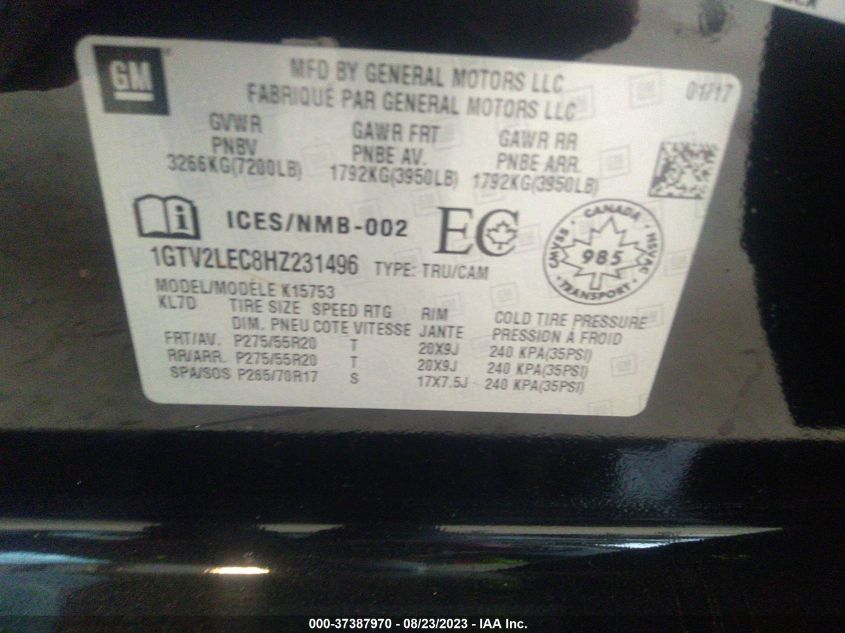 GM
MFD BY GENERAL MOTORS LLC
FABRIQUÉ PAR GENERAL MOTORS LLC
01/17
GVWR
PNBV
3266KG(7200LB)
GAWR FRT
PNBE AV.
1792KG(3950LB)
GAWR RR
PNBE ARR.
1792KG(3950LB)
ICES/NMB-002
EC
CANADA
CMVSS
985
NSVAC
TRANSPORT
1GTV2LEC8HZ231496 TYPE: TRU/CAM
MODEL/MODÈLE K15753
KL7D TIRE SIZE SPEED RTG RIM COLD TIRE PRESSURE
DIM. PNEU COTE VITESSE JANTE PRESSION A FROID
FRT/AV. P275/55R20 T 20X9J 240 KPA(35PSI)
RR/ARR. P275/55R20 T 20X9J 240 KPA(35PSI)
SPA/SOS P265/70R17 S 17X7.5J 240 KPA(35PSI)
000-37387970 - 08/23/2023 - IAA Inc.